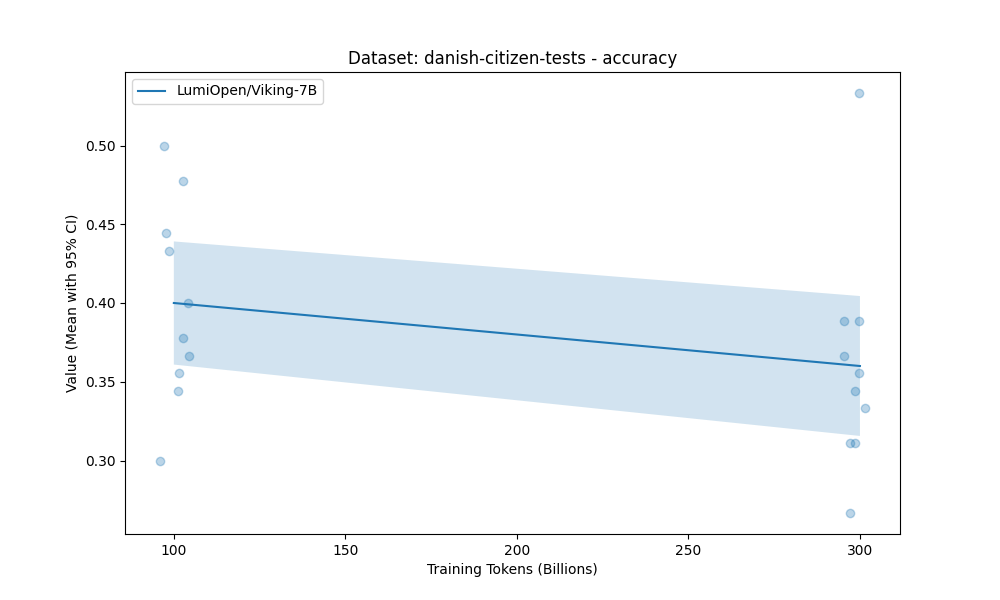 Dataset: danish-citizen-tests - accuracy
LumiOpen/Viking-7B
Value (Mean with 95% CI)
0.50
0.45
0.40
0.35
0.30
100
150
200
250
300
Training Tokens (Billions)